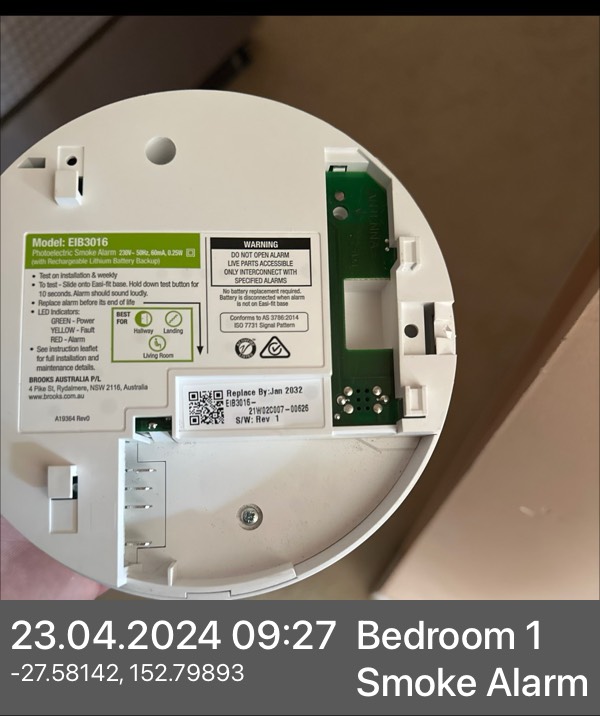 Model: EIB3016
Photoelectric Smoke Alarm 230V~ 50Hz, 60mA, 0.25W
(with Rechargeable Lithium Battery Backup)
• Test on installation & weekly
• To test - Slide onto Easi-fit base. Hold down test button for
10 seconds. Alarm should sound loudly.
• Replace alarm before its end of life
• LED Indicators:
GREEN - Power
YELLOW - Fault
RED - Alarm
• See instruction leaflet
for full installation and
maintenance details.
BEST
FOR
Hallway
Landing
Living Room
BROOKS AUSTRALIA P/L
4 Pike St, Rydalmere, NSW 2116, Australia
www.brooks.com.au
A19364 Rev0
WARNING
DO NOT OPEN ALARM
LIVE PARTS ACCESSIBLE
ONLY INTERCONNECT WITH
SPECIFIED ALARMS
No battery replacement required.
Battery is disconnected when alarm
is not on Easi-fit base
Conforms to AS 3786:2014
ISO 7731 Signal Pattern
Replace By:Jan 2032
EIB3016-
21W02C007-00626
S/W: Rev 1
23.04.2024 09:27
-27.58142, 152.79893
Bedroom 1
Smoke Alarm